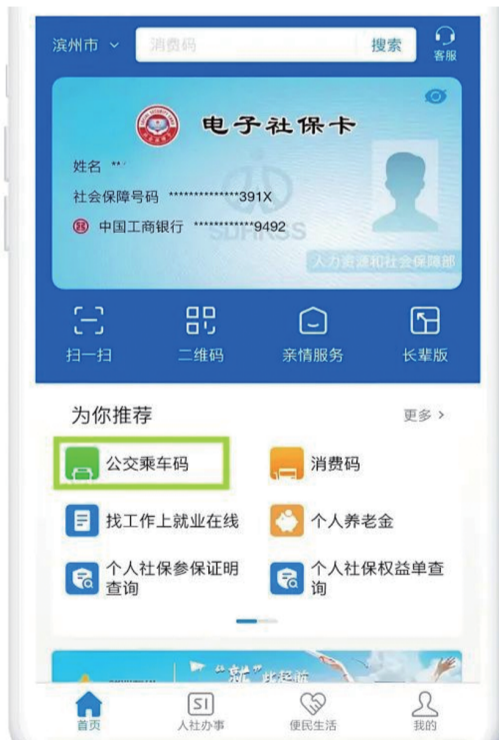 滨州市
消费码
搜索
客服
电子社保卡
姓名 **
社会保障号码 **************391X
中国工商银行 ************9492
SDHRSS
人力资源和社会保障部
扫一扫
二维码
亲情服务
长辈版
为你推荐
更多 >
公交乘车码
消费码
找工作上就业在线
个人养老金
个人社保参保证明
查询
个人社保权益单查
询
“就”在起航
首页
人社办事
便民生活
我的